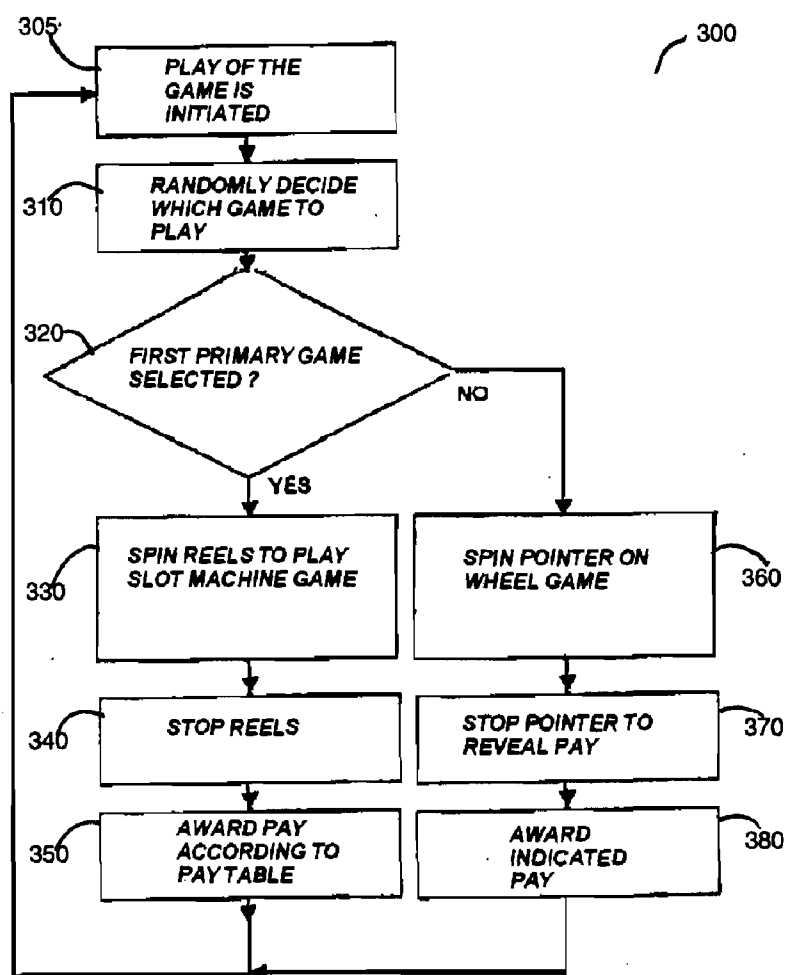 305
300
PLAY OF THE
GAME IS
INITIATED
310
RANDOMLY DECIDE
WHICH GAME TO
PLAY
320
FIRST PRIMARY GAME
SELECTED ?
NO
YES
330
SPIN REELS TO PLAY
SLOT MACHINE GAME
SPIN POINTER ON
WHEEL GAME
360
340
STOP REELS
STOP POINTER TO
REVEAL PAY
370
350
AWARD PAY
ACCORDING TO
PAY TABLE
AWARD
INDICATED
PAY
380